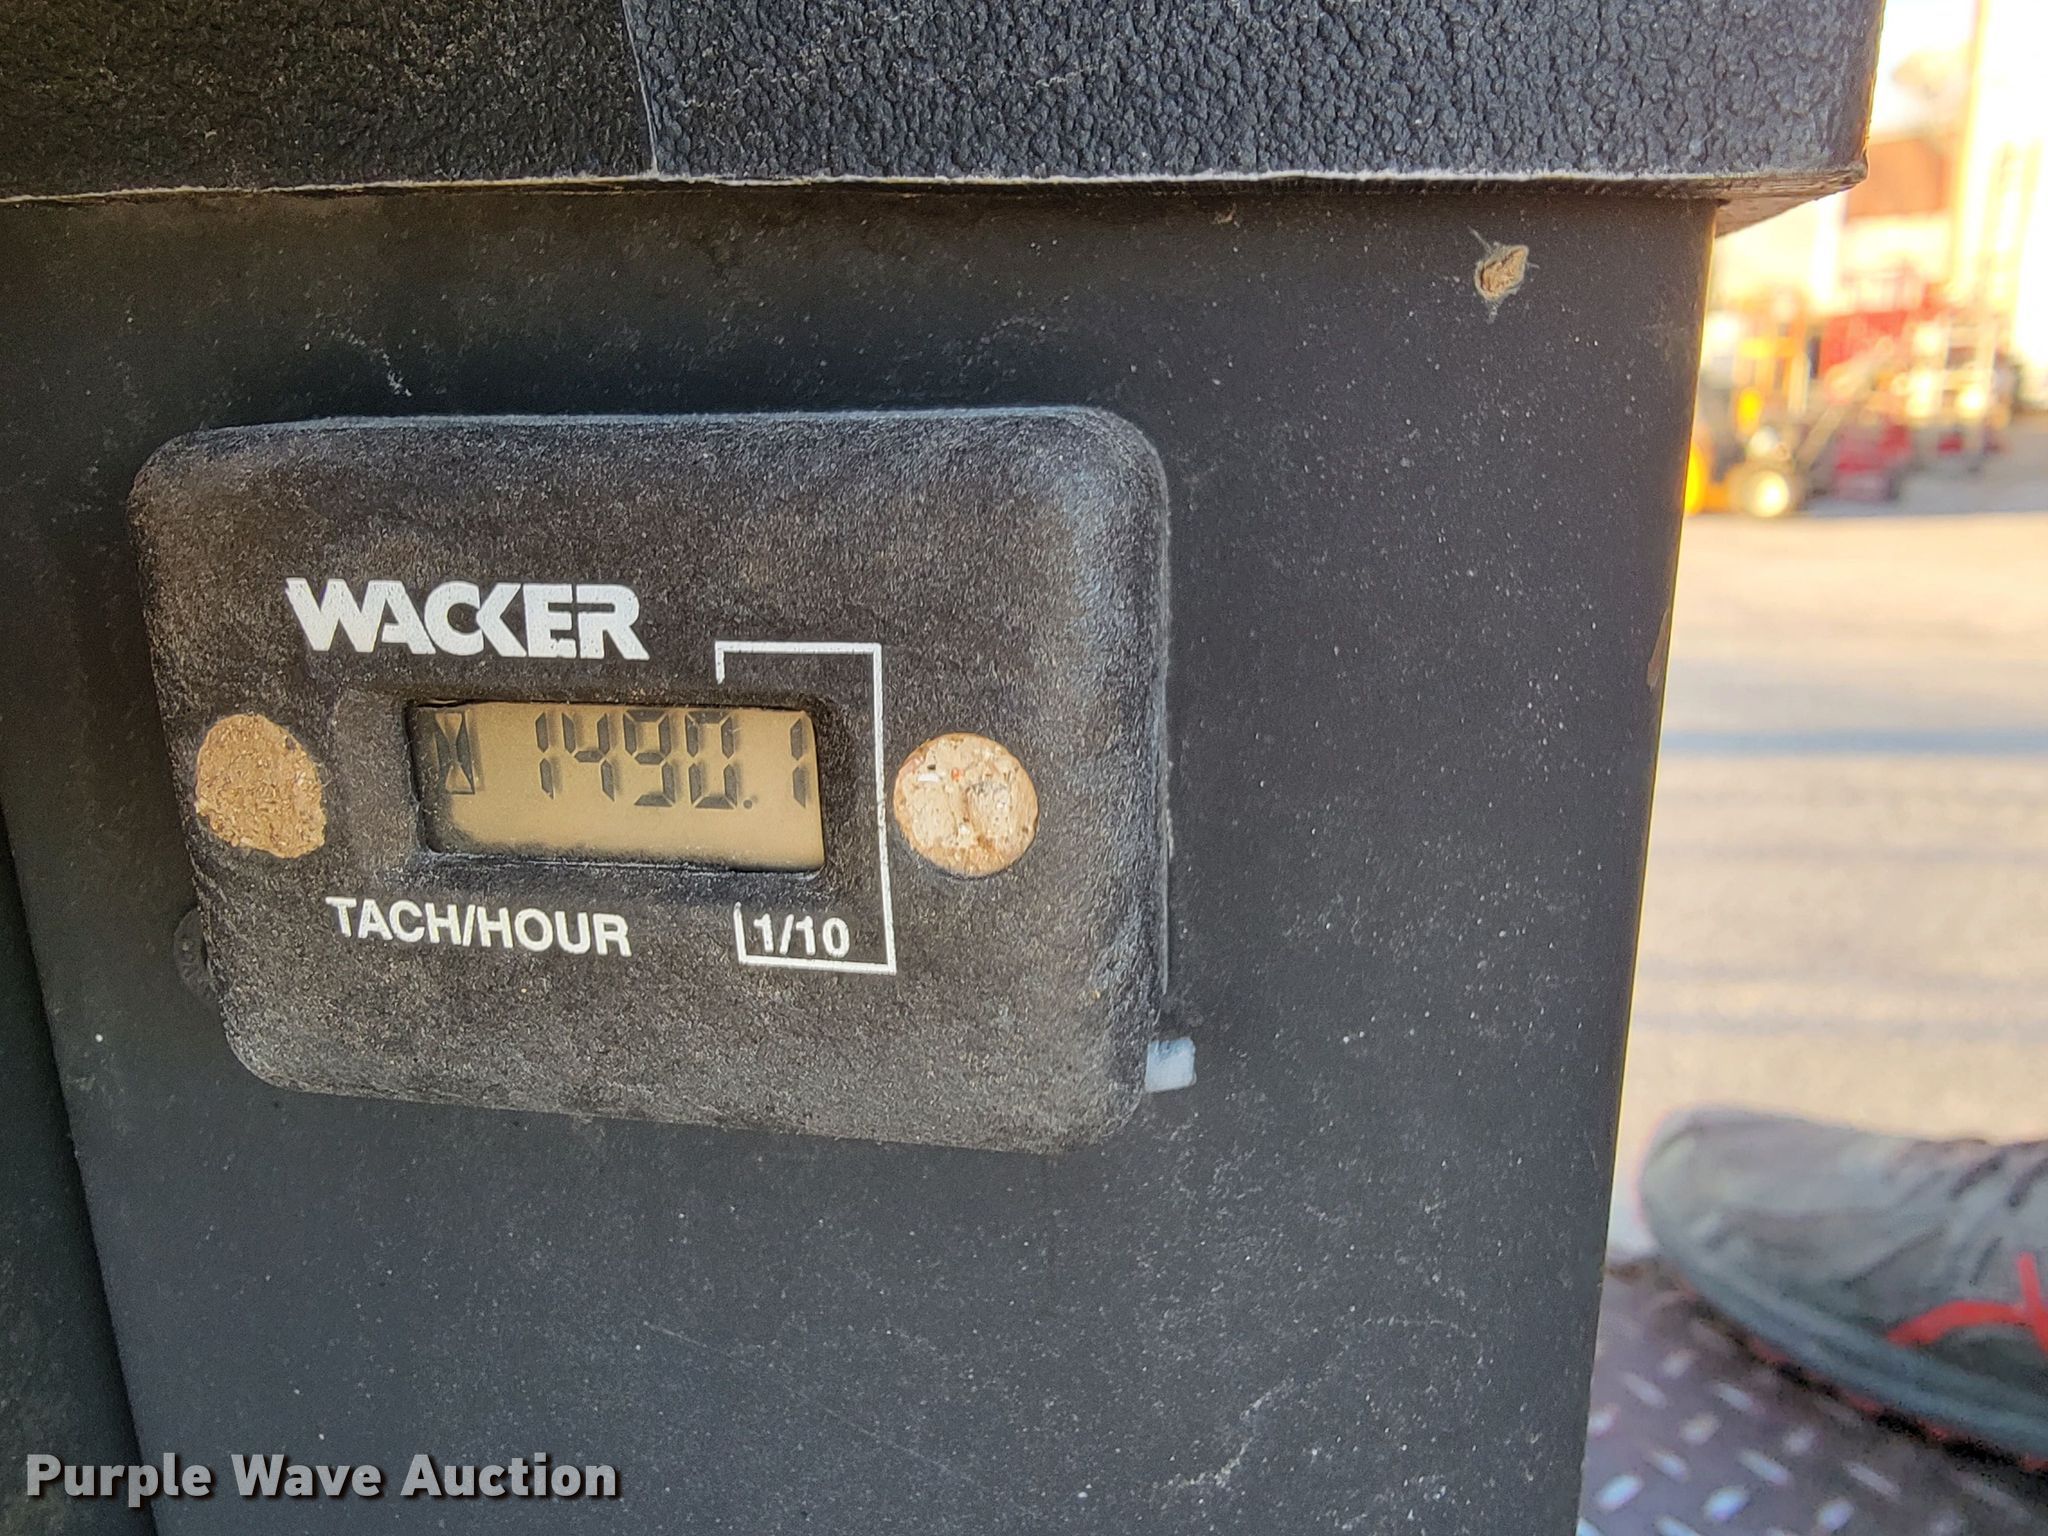 WACKER
1490.1
TACH/HOUR
1/10
Purple Wave Auction